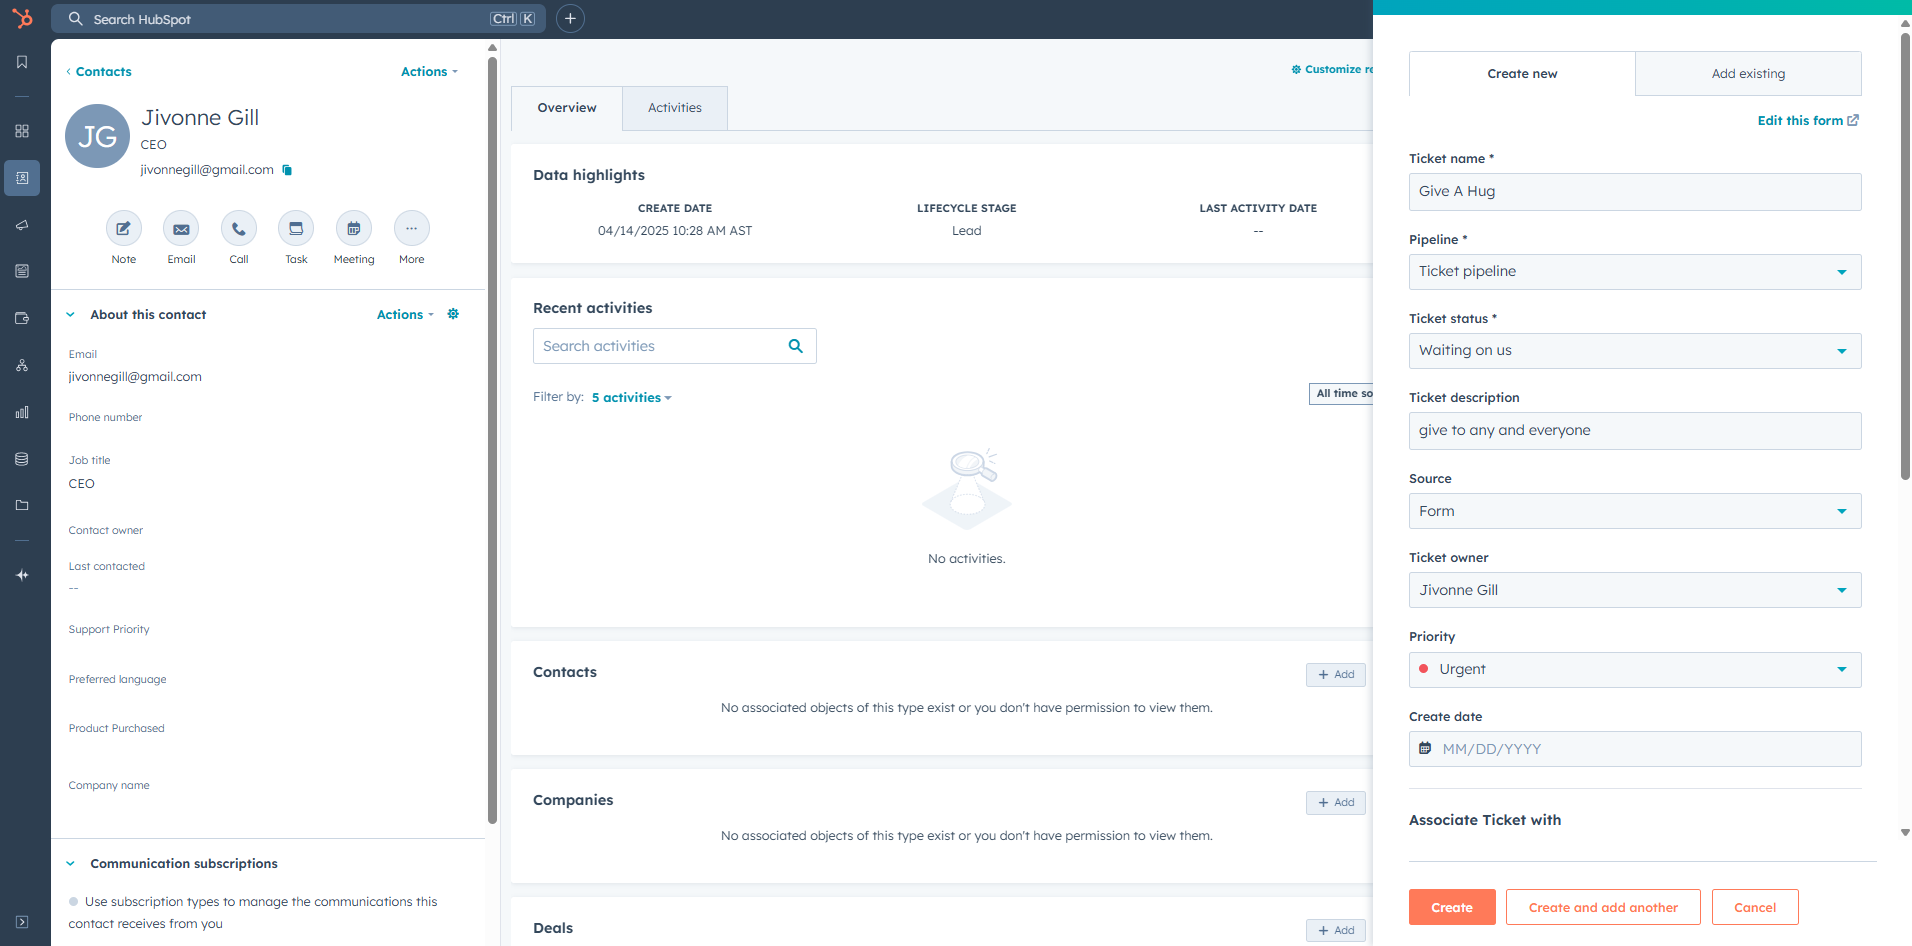 Search HubSpot
Ctrl K
Contacts
Actions
JG
Jivonne Gill
CEO
jivonnegill@gmail.com
Note
Email
Call
Task
Meeting
More
About this contact
Actions
Email
jivonnegill@gmail.com
Phone number
Job title
CEO
Contact owner
Last contacted
--
Support Priority
Preferred language
Product Purchased
Company name
Communication subscriptions
Use subscription types to manage the communications this
contact receives from you
Customize re
Overview
Activities
Data highlights
CREATE DATE
04/14/2025 10:28 AM AST
LIFECYCLE STAGE
Lead
LAST ACTIVITY DATE
--
Recent activities
Search activities
Filter by: 5 activities
All time so
No activities.
Contacts
+ Add
No associated objects of this type exist or you don't have permission to view them.
Companies
+ Add
No associated objects of this type exist or you don't have permission to view them.
Deals
+ Add
Create new
Add existing
Edit this form
Ticket name *
Give A Hug
Pipeline *
Ticket pipeline
Ticket status *
Waiting on us
Ticket description
give to any and everyone
Source
Form
Ticket owner
Jivonne Gill
Priority
Urgent
Create date
MM/DD/YYYY
Associate Ticket with
Create
Create and add another
Cancel